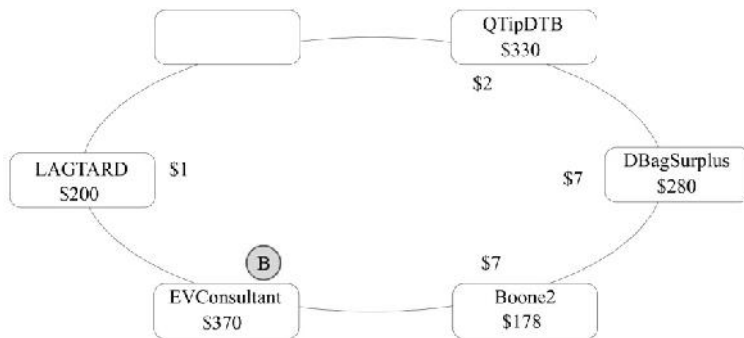 QTipDTB
$330
$2
LAGTARD
$200
$1
DBagSurplus
$280
$7
B
EVConsultant
$370
$7
Boone2
$178